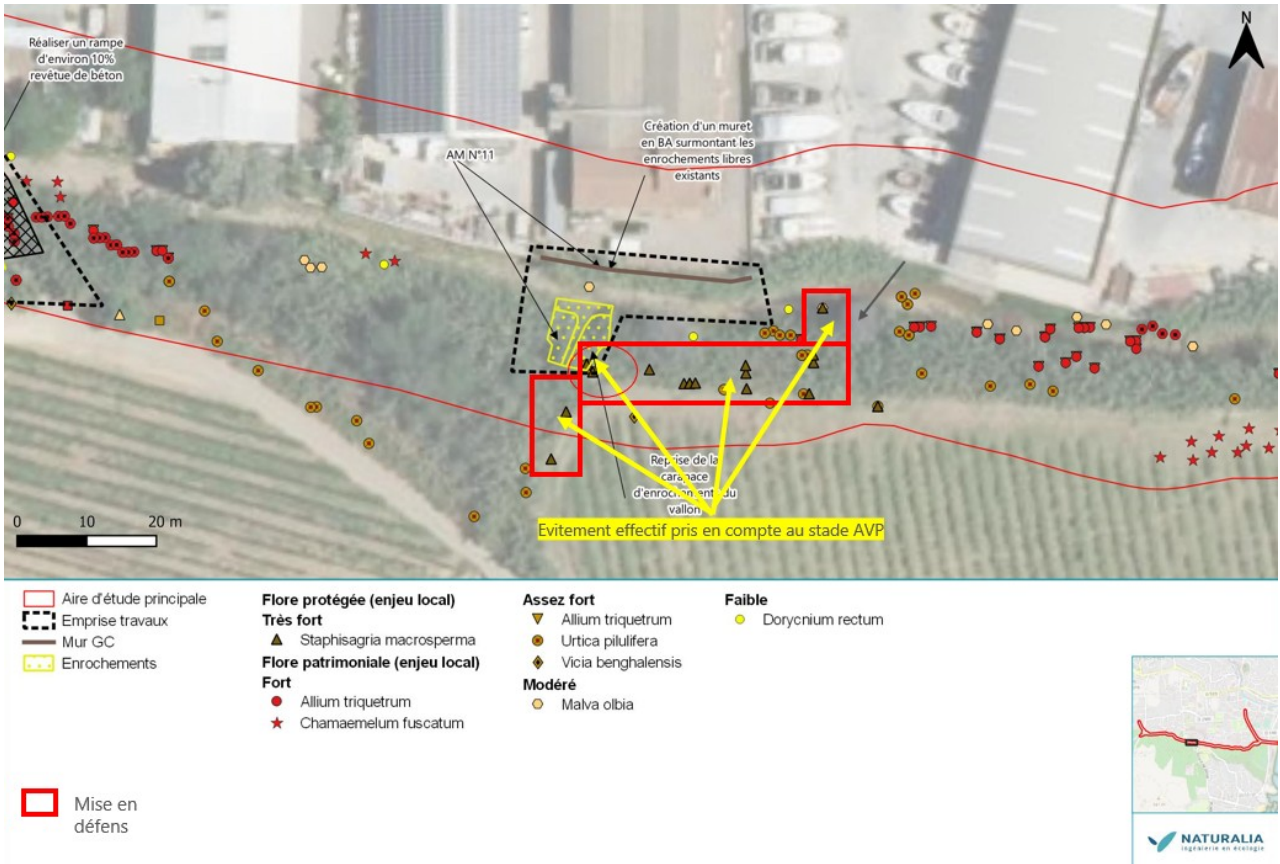 N
Réaliser un rampe
d'environ 10%
revêtue de béton
AM N°11
Création d'un muret
en BA surmontant les
enrochements libres
existants
Reprise de la
carapace
d'enrochements du
vallon
0 10 20 m
Evitement effectif pris en compte au stade AVP
Aire d'étude principale
Emprise travaux
Mur GC
Enrochements
Flore protégée (enjeu local)
Très fort
Staphisagria macrosperma
Flore patrimoniale (enjeu local)
Fort
Allium triquetrum
Chamaemelum fuscatum
Assez fort
Allium triquetrum
Urtica pilulifera
Vicia benghalensis
Modéré
Malva olbia
Faible
Dorycnium rectum
Mise en
défens
NATURALIA
ingénierie en écologie